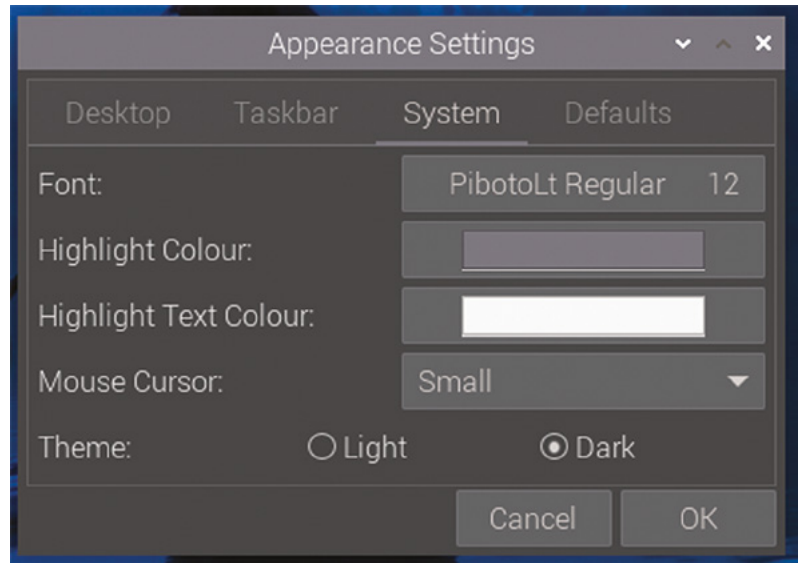 Appearance Settings
Desktop Taskbar System Defaults
Font: PibotoLt Regular 12
Highlight Colour:
Highlight Text Colour:
Mouse Cursor: Small
Theme: Light Dark
Cancel OK